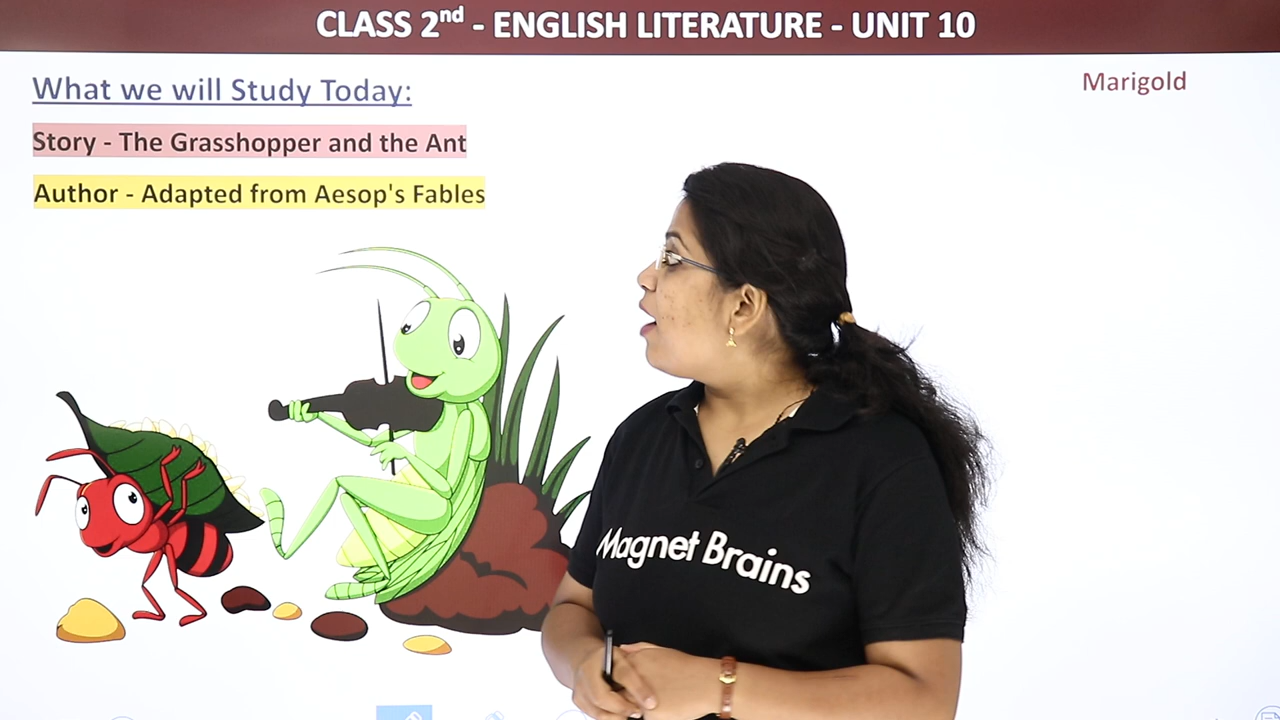 CLASS 2nd - ENGLISH LITERATURE - UNIT 10
What we will Study Today:
Marigold
Story - The Grasshopper and the Ant
Author - Adapted from Aesop's Fables
Magnet Brains